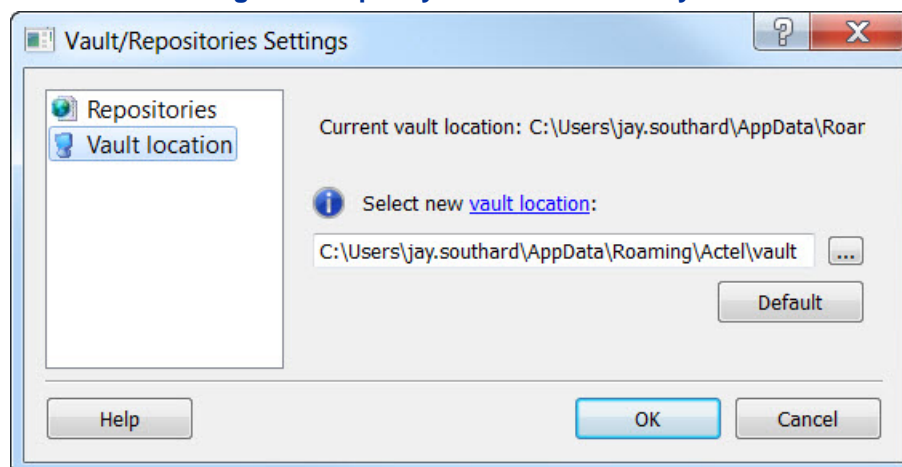 Vault/Repositories Settings
Repositories
Vault location
Current vault location: C:\Users\jay.southard\AppData\Roar
Select new vault location:
C:\Users\jay.southard\AppData\Roaming\Actel\vault
...
Default
Help
OK
Cancel